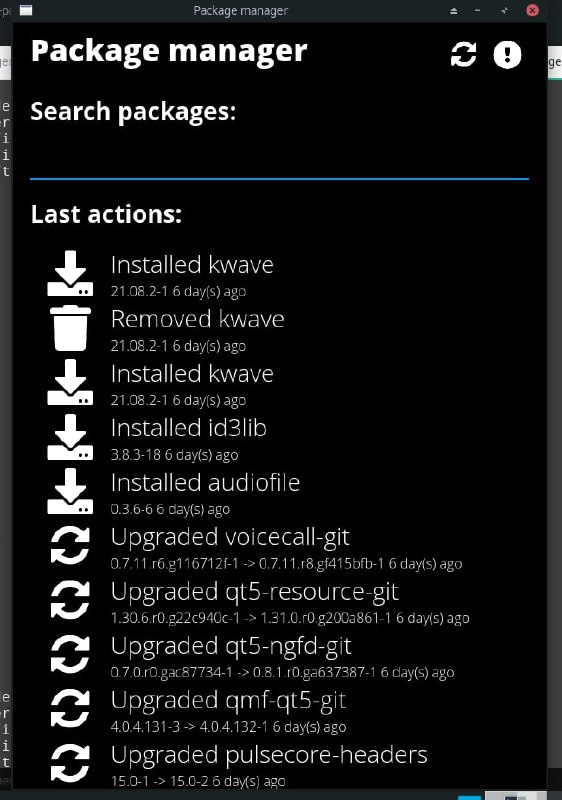 Package manager
Package manager
Search packages:
Last actions:
Installed kwave
21.08.2-1 6 day(s) ago
Removed kwave
21.08.2-1 6 day(s) ago
Installed kwave
21.08.2-1 6 day(s) ago
Installed id3lib
3.8.3-18 6 day(s) ago
Installed audiofile
0.3.6-6 6 day(s) ago
Upgraded voicecall-git
0.7.11.r6.g116712f-1 -> 0.7.11.r8.gf415bfb-1 6 day(s) ago
Upgraded qt5-resource-git
1.30.6.r0.g22c940c-1 -> 1.31.0.r0.g200a861-1 6 day(s) ago
Upgraded qt5-ngfd-git
0.7.0.r0.gac87734-1 -> 0.8.1.r0.ga637387-1 6 day(s) ago
Upgraded qmf-qt5-git
4.0.4.131-3 -> 4.0.4.132-1 6 day(s) ago
Upgraded pulsecore-headers
15.0-1 -> 15.0-2 6 day(s) ago